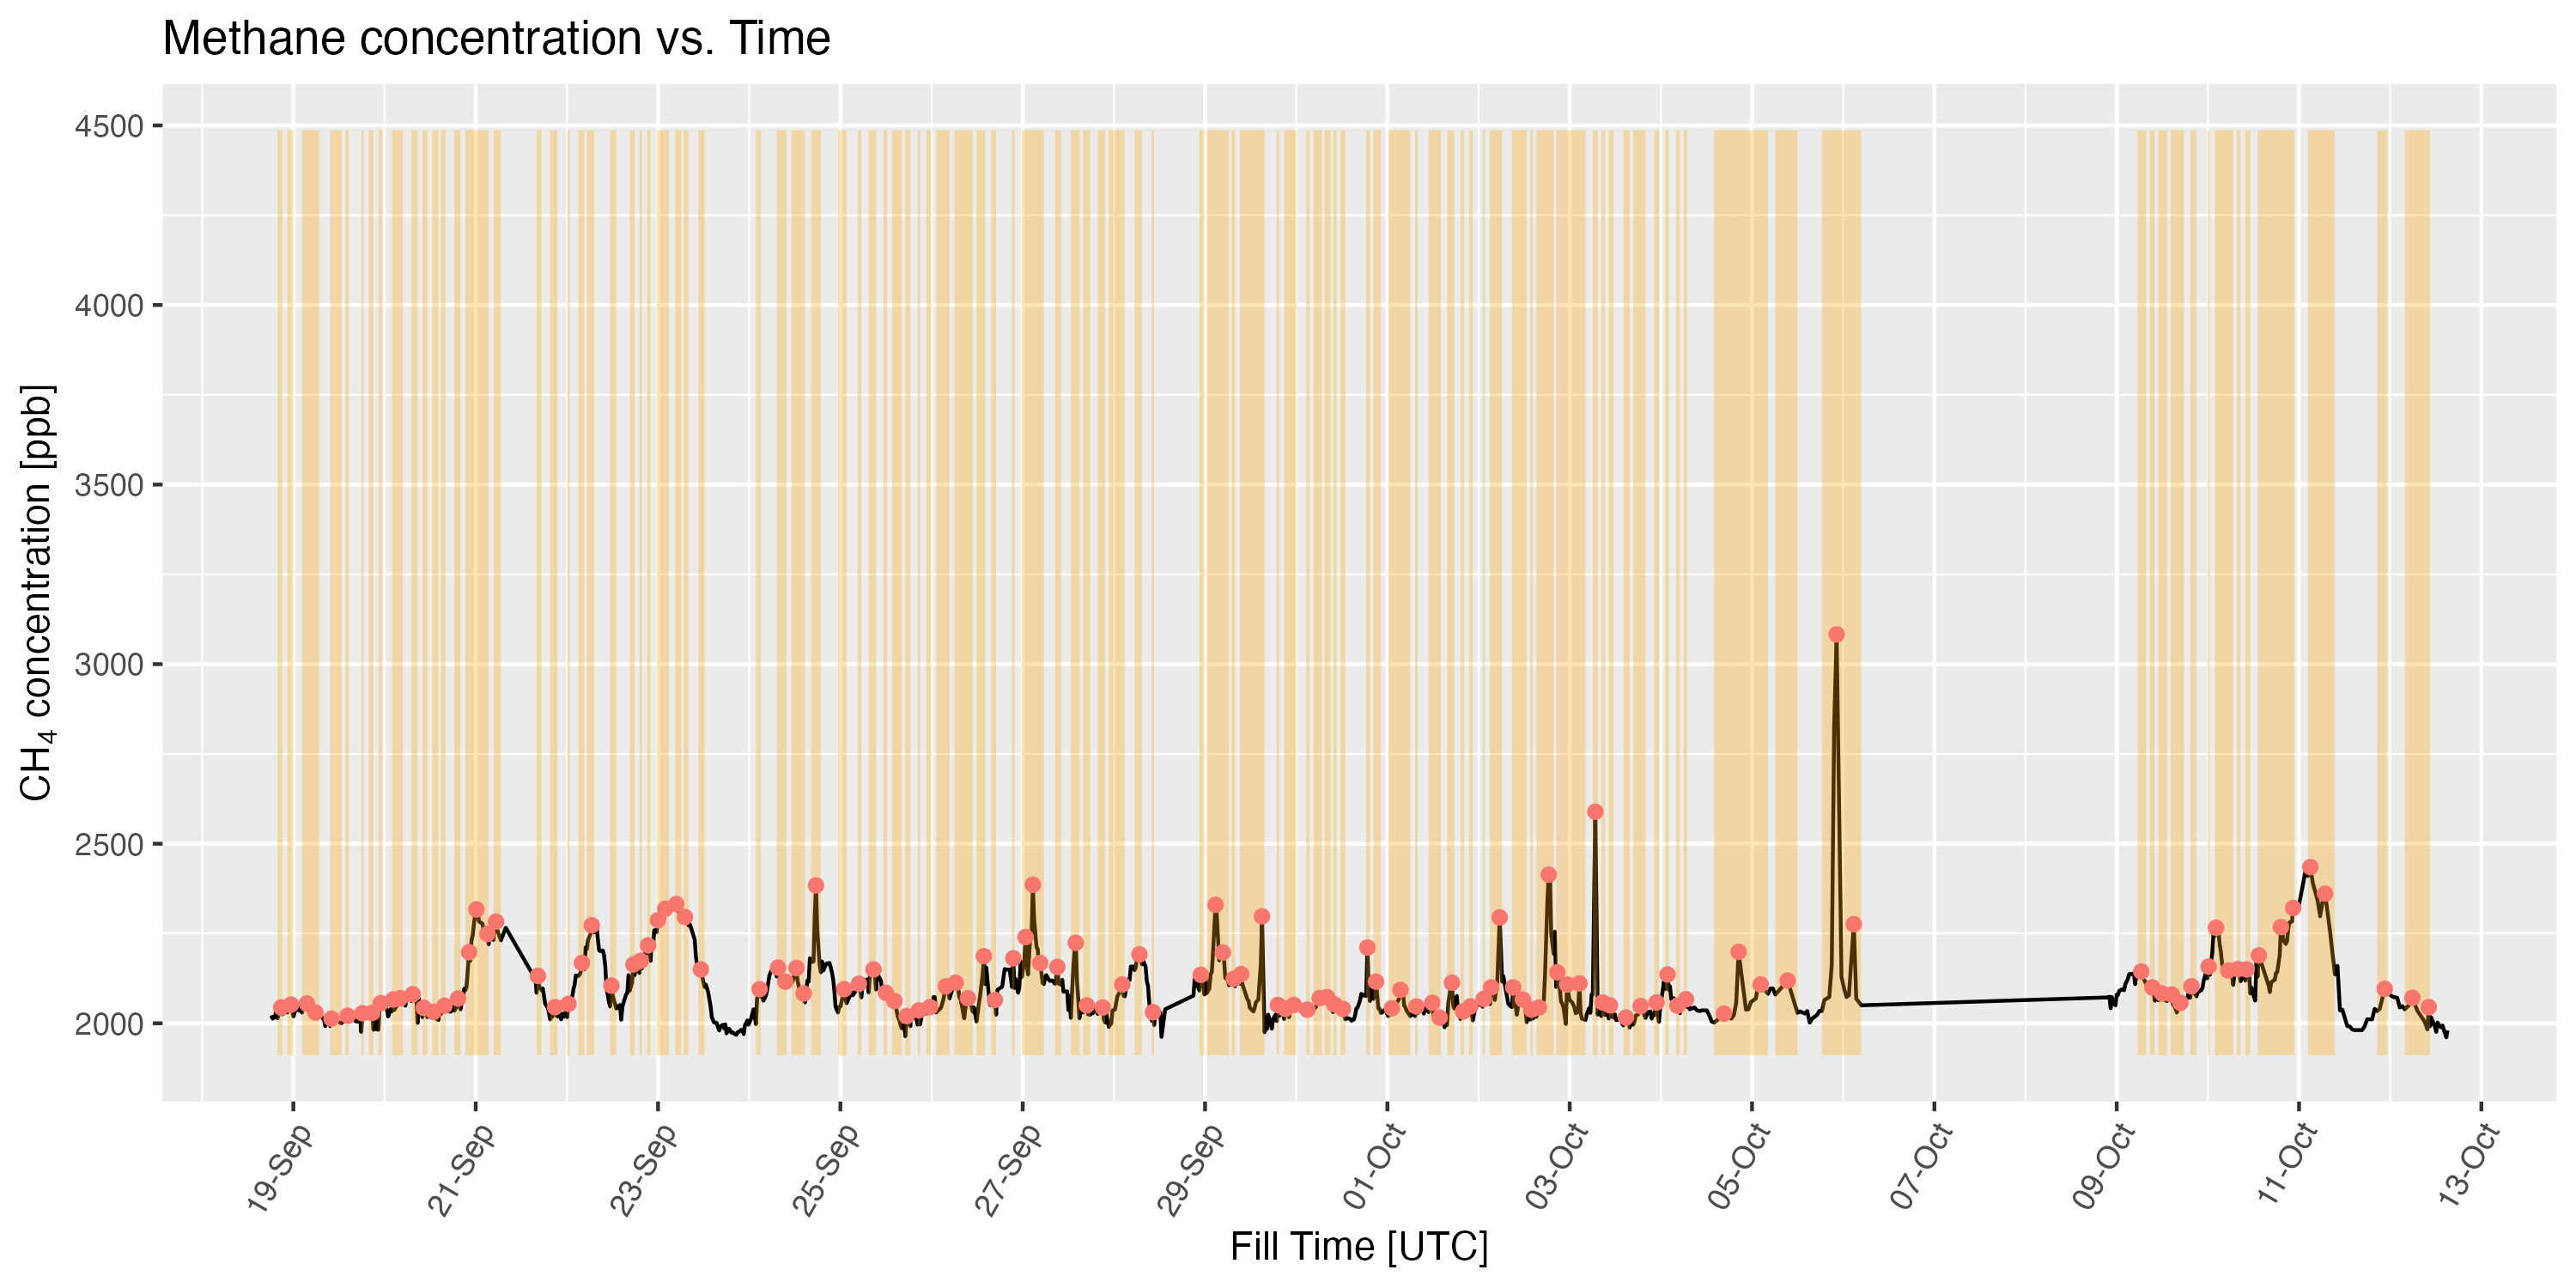 Methane concentration vs. Time
CH₄ concentration [ppb]
4500
4000
3500
3000
2500
2000
19-Sep
21-Sep
23-Sep
25-Sep
27-Sep
29-Sep
01-Oct
03-Oct
05-Oct
07-Oct
09-Oct
11-Oct
13-Oct
Fill Time [UTC]